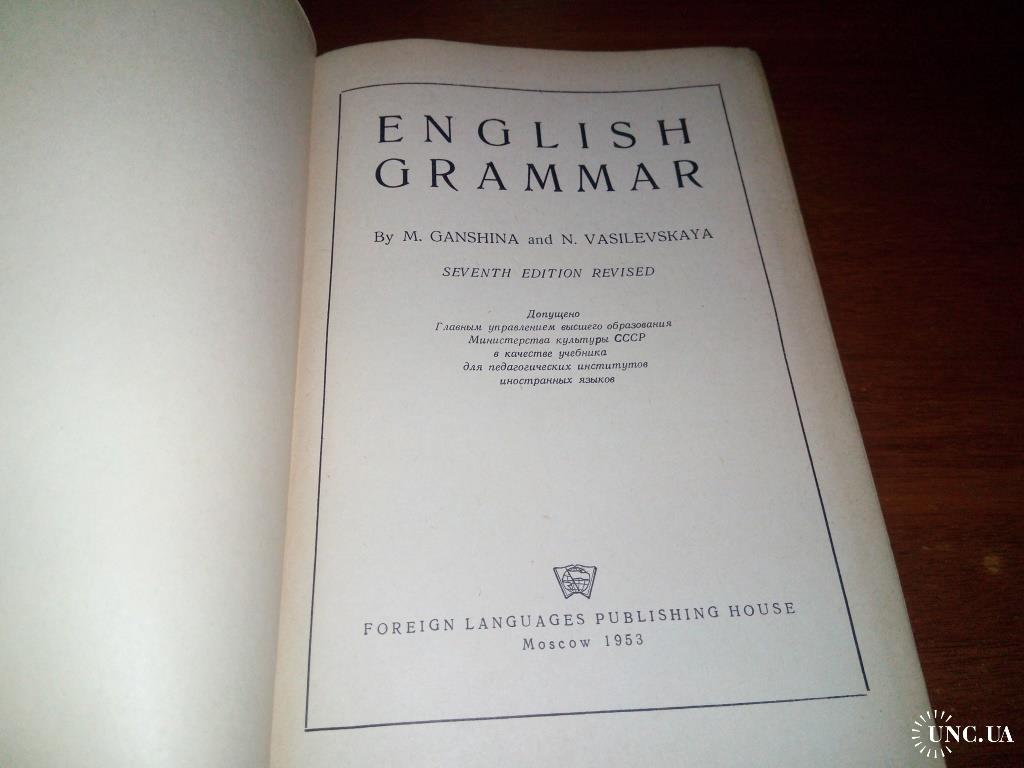 ENGLISH
GRAMMAR
By M. GANSHINA and N. VASILEVSKAYA
SEVENTH EDITION REVISED
Допущено
Главным управлением высшего образования
Министерства культуры СССР
в качестве учебника
для педагогических институтов
иностранных языков
FOREIGN LANGUAGES PUBLISHING HOUSE
Moscow 1953
UNC.UA